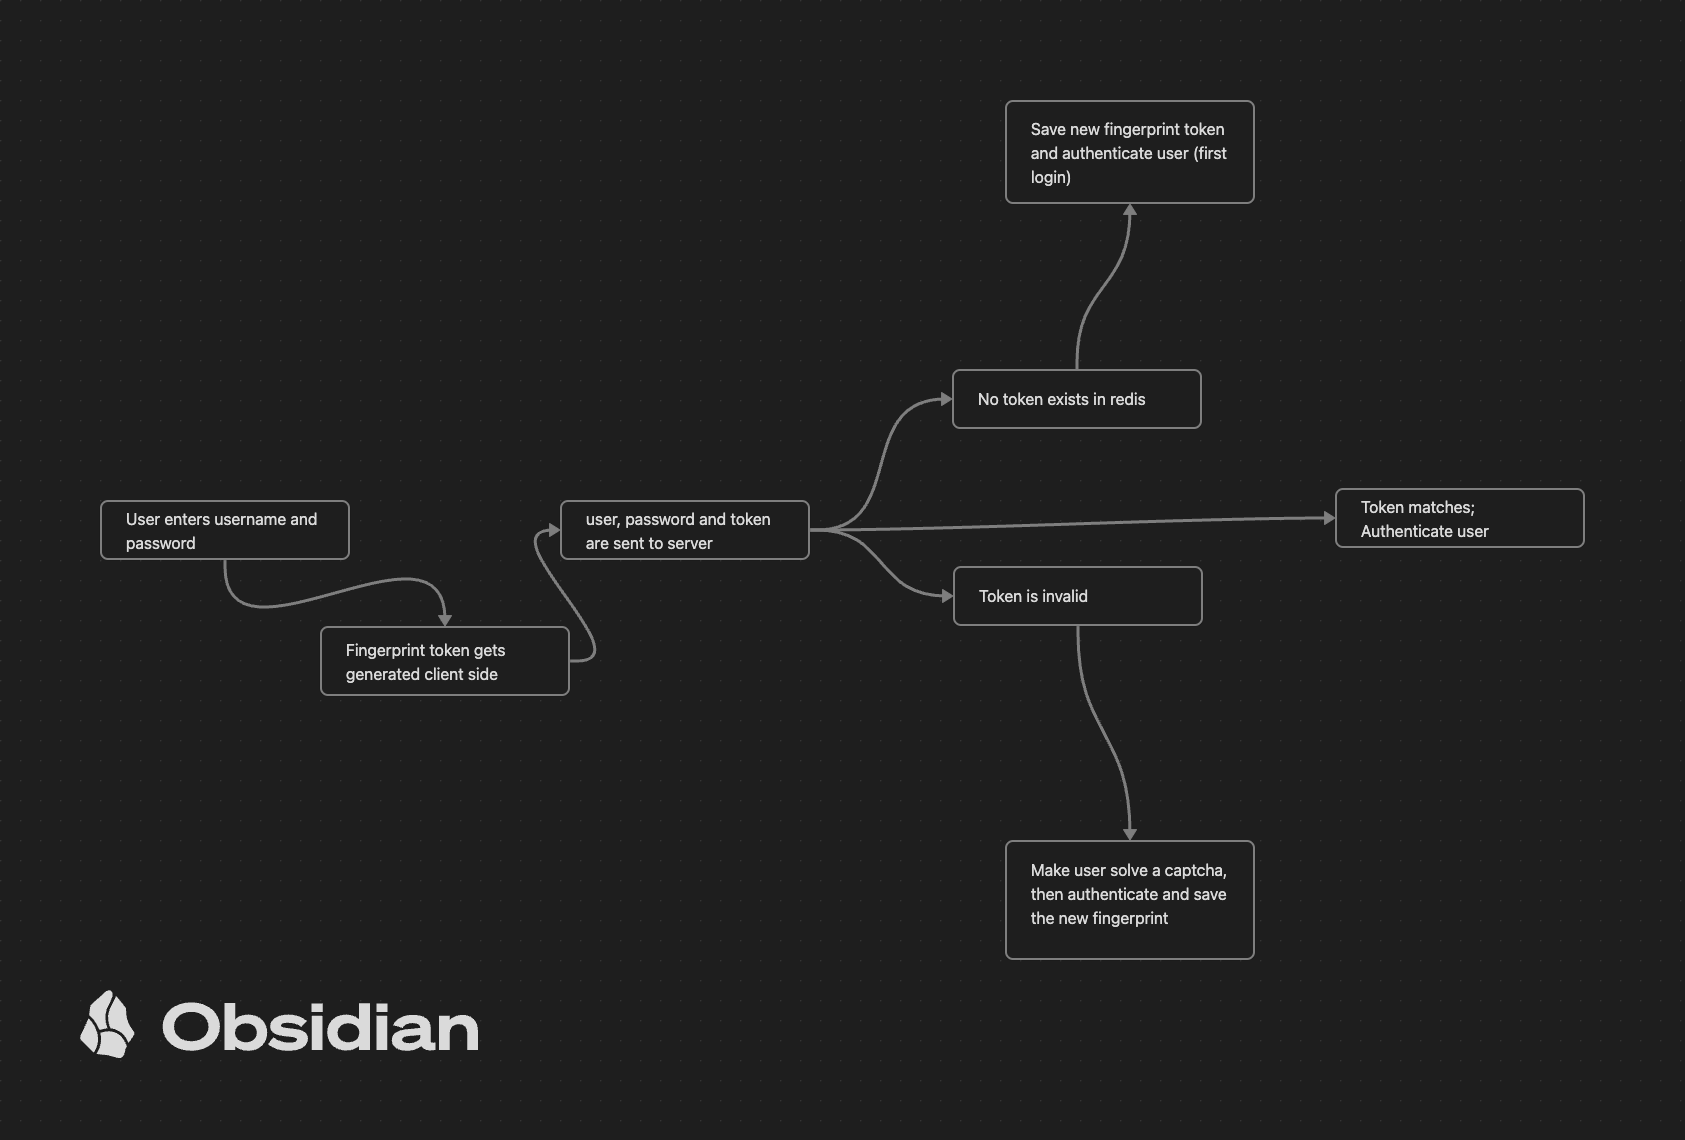 Save new fingerprint token
and authenticate user (first
login)
No token exists in redis
User enters username and
password
user, password and token
are sent to server
Token matches;
Authenticate user
Token is invalid
Fingerprint token gets
generated client side
Make user solve a captcha,
then authenticate and save
the new fingerprint
Obsidian